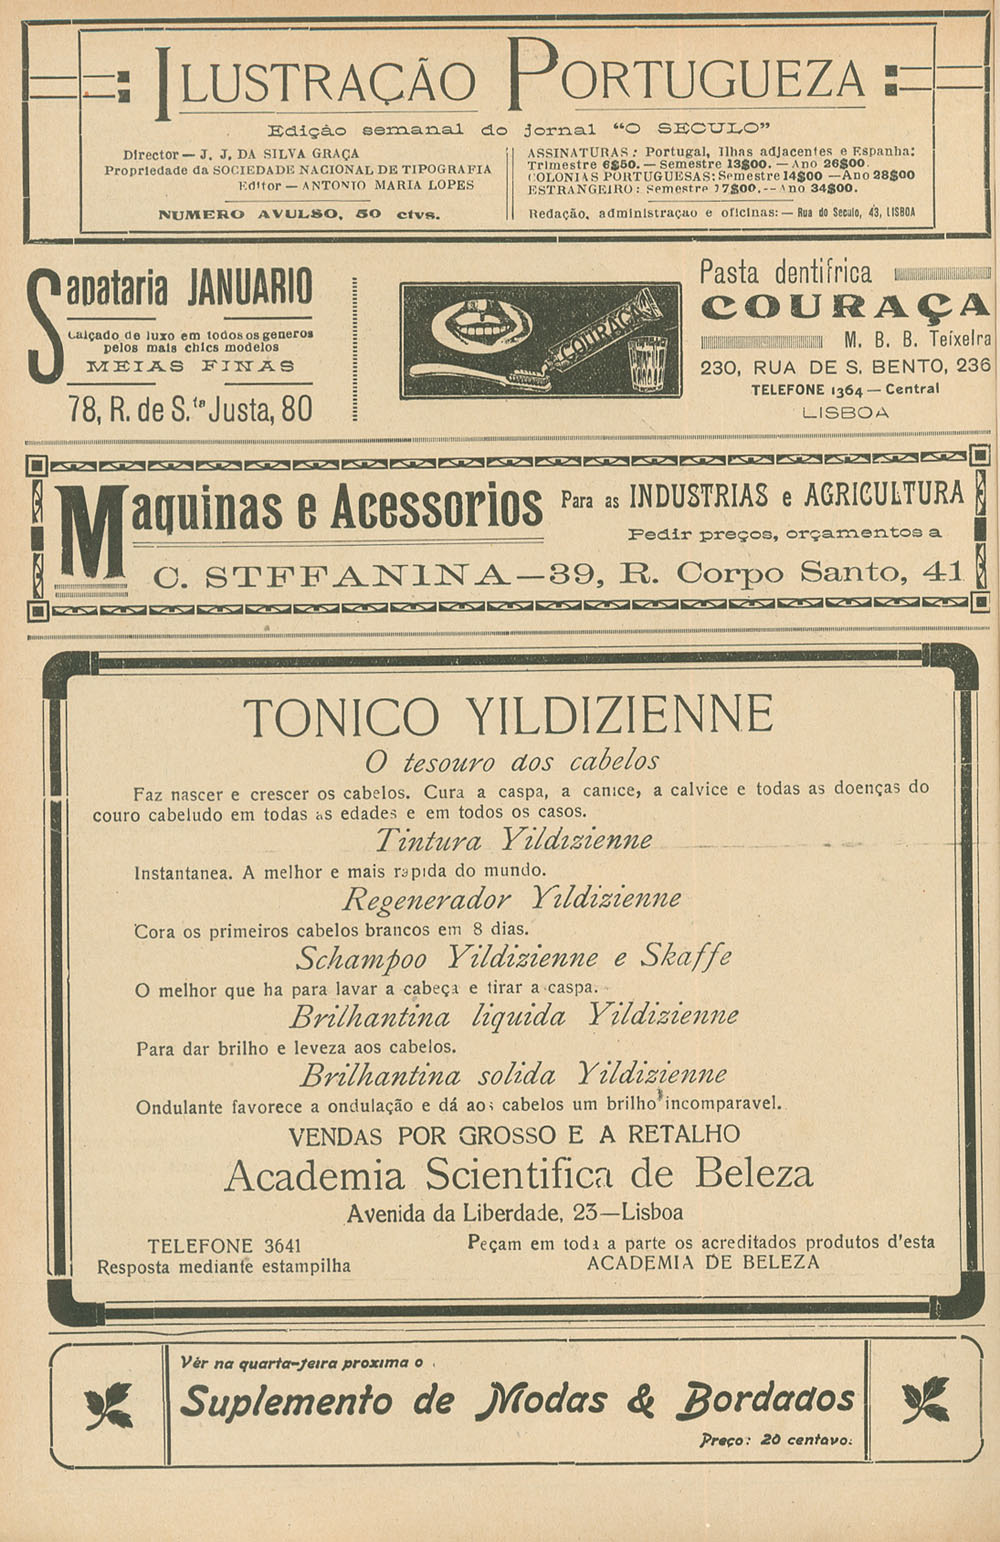 ILUSTRAÇÃO PORTUGUEZA
Edição semanal do jornal "O SECULO"
Director — J. J. DA SILVA GRAÇA
Propriedade da SOCIEDADE NACIONAL DE TIPOGRAFIA
Editor — ANTONIO MARIA LOPES
NUMERO AVULSO, 50 ctvs.
ASSINATURAS: Portugal, Ilhas adjacentes e Espanha:
Trimestre 6$50. — Semestre 13$00. — Ano 26$00.
COLONIAS PORTUGUESAS: Semestre 14$00 — Ano 28$00
ESTRANGEIRO: Semestre 17$00. -- Ano 34$00.
Redação, administraçao e oficinas: — Rua do Seculo, 43, LISBOA
Sapataria JANUARIO
Calçado de luxo em todos os generos
pelos mais chics modelos
MEIAS FINAS
78, R. de S.ta Justa, 80
COURAÇA
Pasta dentifrica
COURAÇA
M. B. B. Teixeira
230, RUA DE S. BENTO, 236
TELEFONE 1364 — Central
LISBOA
Maquinas e Acessorios Para as INDUSTRIAS e AGRICULTURA
Pedir preços, orçamentos a
C. STFFANINA — 39, R. Corpo Santo, 41
TONICO YILDIZIENNE
O tesouro dos cabelos
Faz nascer e crescer os cabelos. Cura a caspa, a canice, a calvice e todas as doenças do
couro cabeludo em todas as edades e em todos os casos.
Tintura Yildizienne
Instantanea. A melhor e mais rapida do mundo.
Regenerador Yildizienne
Cora os primeiros cabelos brancos em 8 dias.
Schampoo Yildizienne e Skaffe
O melhor que ha para lavar a cabeça e tirar a caspa.
Brilhantina liquida Yildizienne
Para dar brilho e leveza aos cabelos.
Brilhantina solida Yildizienne
Ondulante favorece a ondulação e dá aos cabelos um brilho incomparavel.
VENDAS POR GROSSO E A RETALHO
Academia Scientifica de Beleza
Avenida da Liberdade, 23—Lisboa
TELEFONE 3641
Resposta mediante estampilha
Peçam em toda a parte os acreditados produtos d'esta
ACADEMIA DE BELEZA
Vêr na quarta-feira proxima o
Suplemento de Modas & Bordados
Preço: 20 centavo.